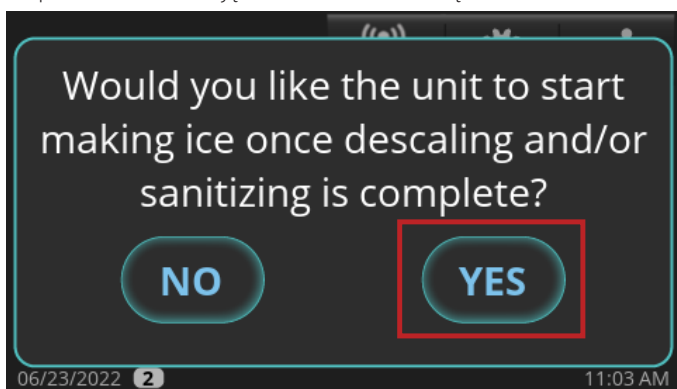 Would you like the unit to start
making ice once descaling and/or
sanitizing is complete?
NO YES
06/23/2022 2 11:03 AM